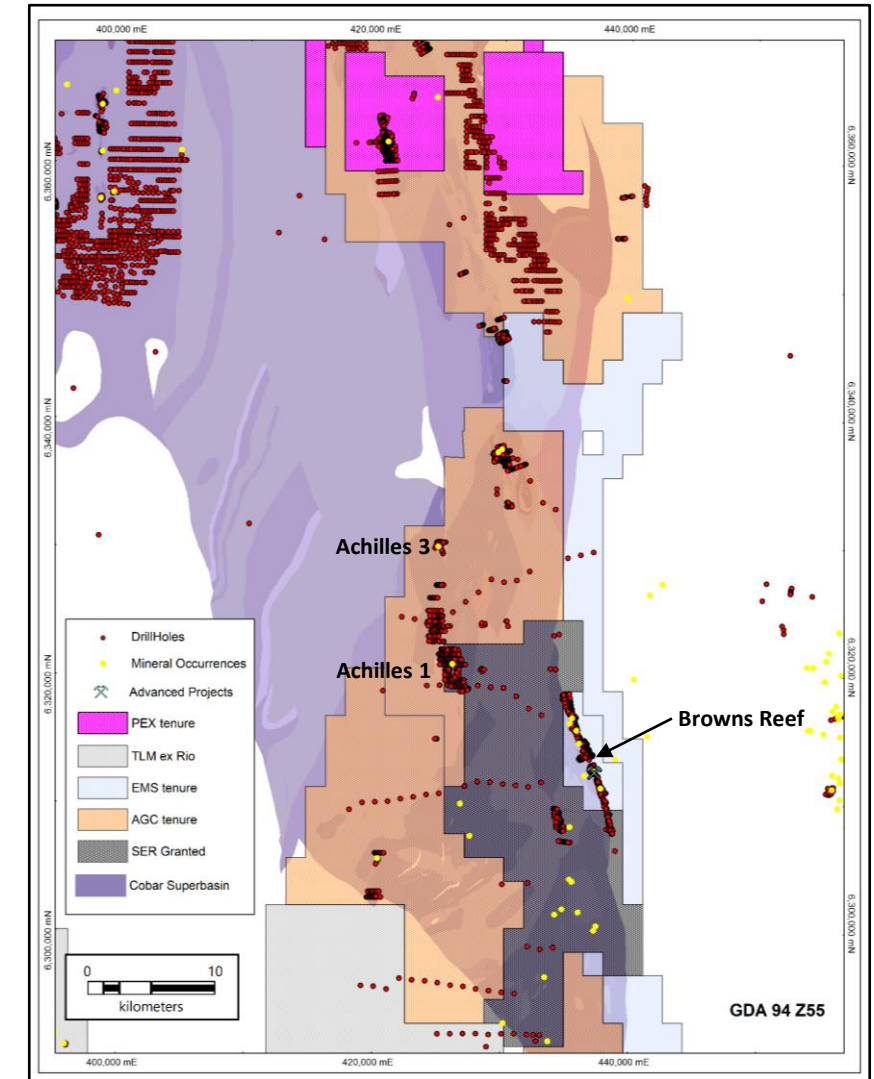 400,000 mE
420,000 mE
440,000 mE
6,360,000 mN
6,360,000 mN
6,340,000 mN
6,340,000 mN
Achilles 3
DrillHoles
Mineral Occurrences
Advanced Projects
PEX tenure
TLM ex Rio
EMS tenure
AGC tenure
SER Granted
Cobar Superbasin
Achilles 1
6,320,000 mN
6,320,000 mN
Browns Reef
6,300,000 mN
6,300,000 mN
0 10
kilometers
GDA 94 Z55
400,000 mE
420,000 mE
440,000 mE